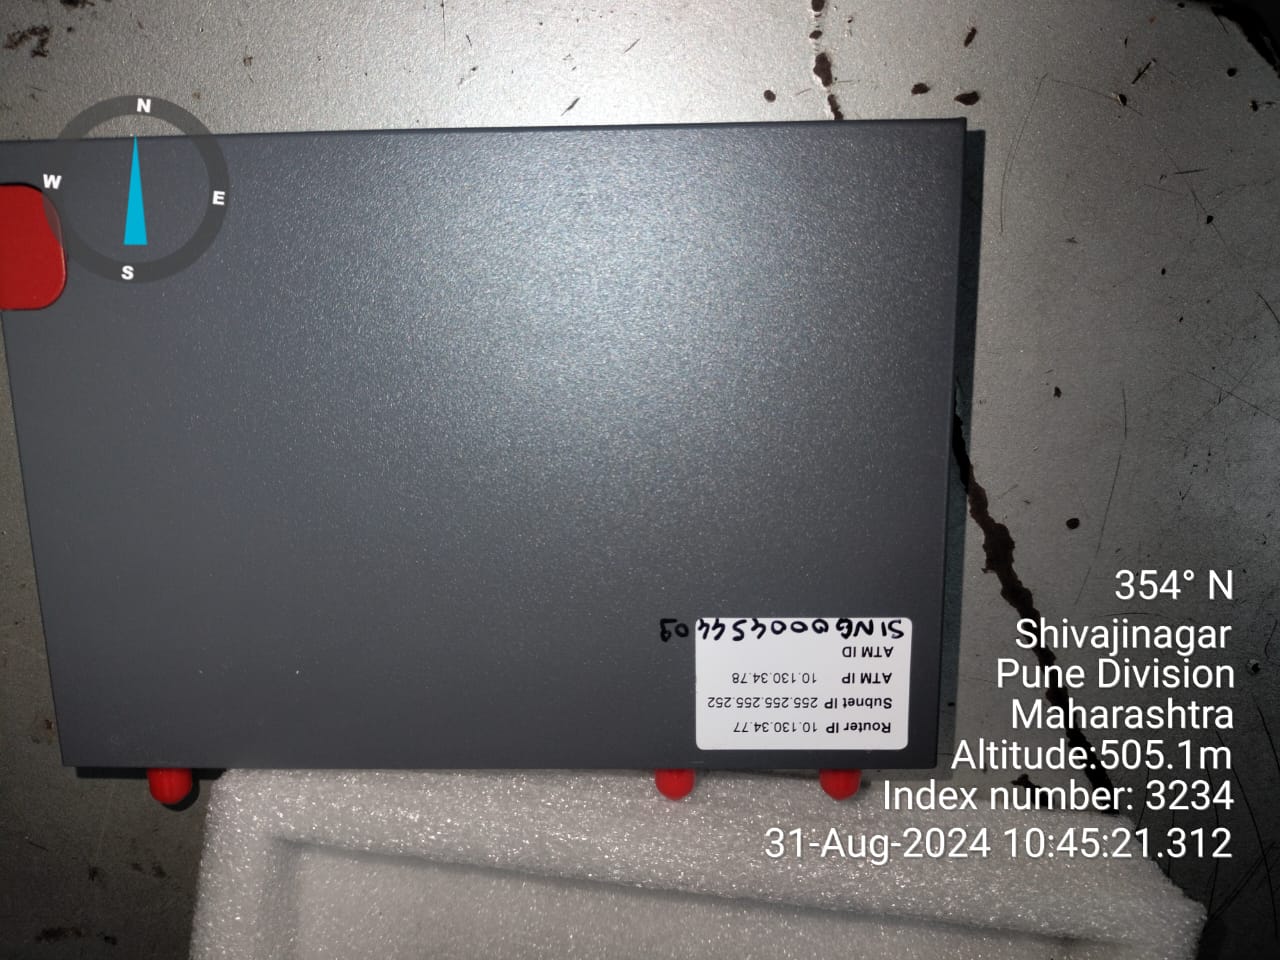 N
W
E
S
Router IP 10.130.34.77
Subnet IP 255.255.255.252
ATM IP 10.130.34.78
ATM ID
SING000454409
354° N
Shivajinagar
Pune Division
Maharashtra
Altitude:505.1m
Index number: 3234
31-Aug-2024 10:45:21.312